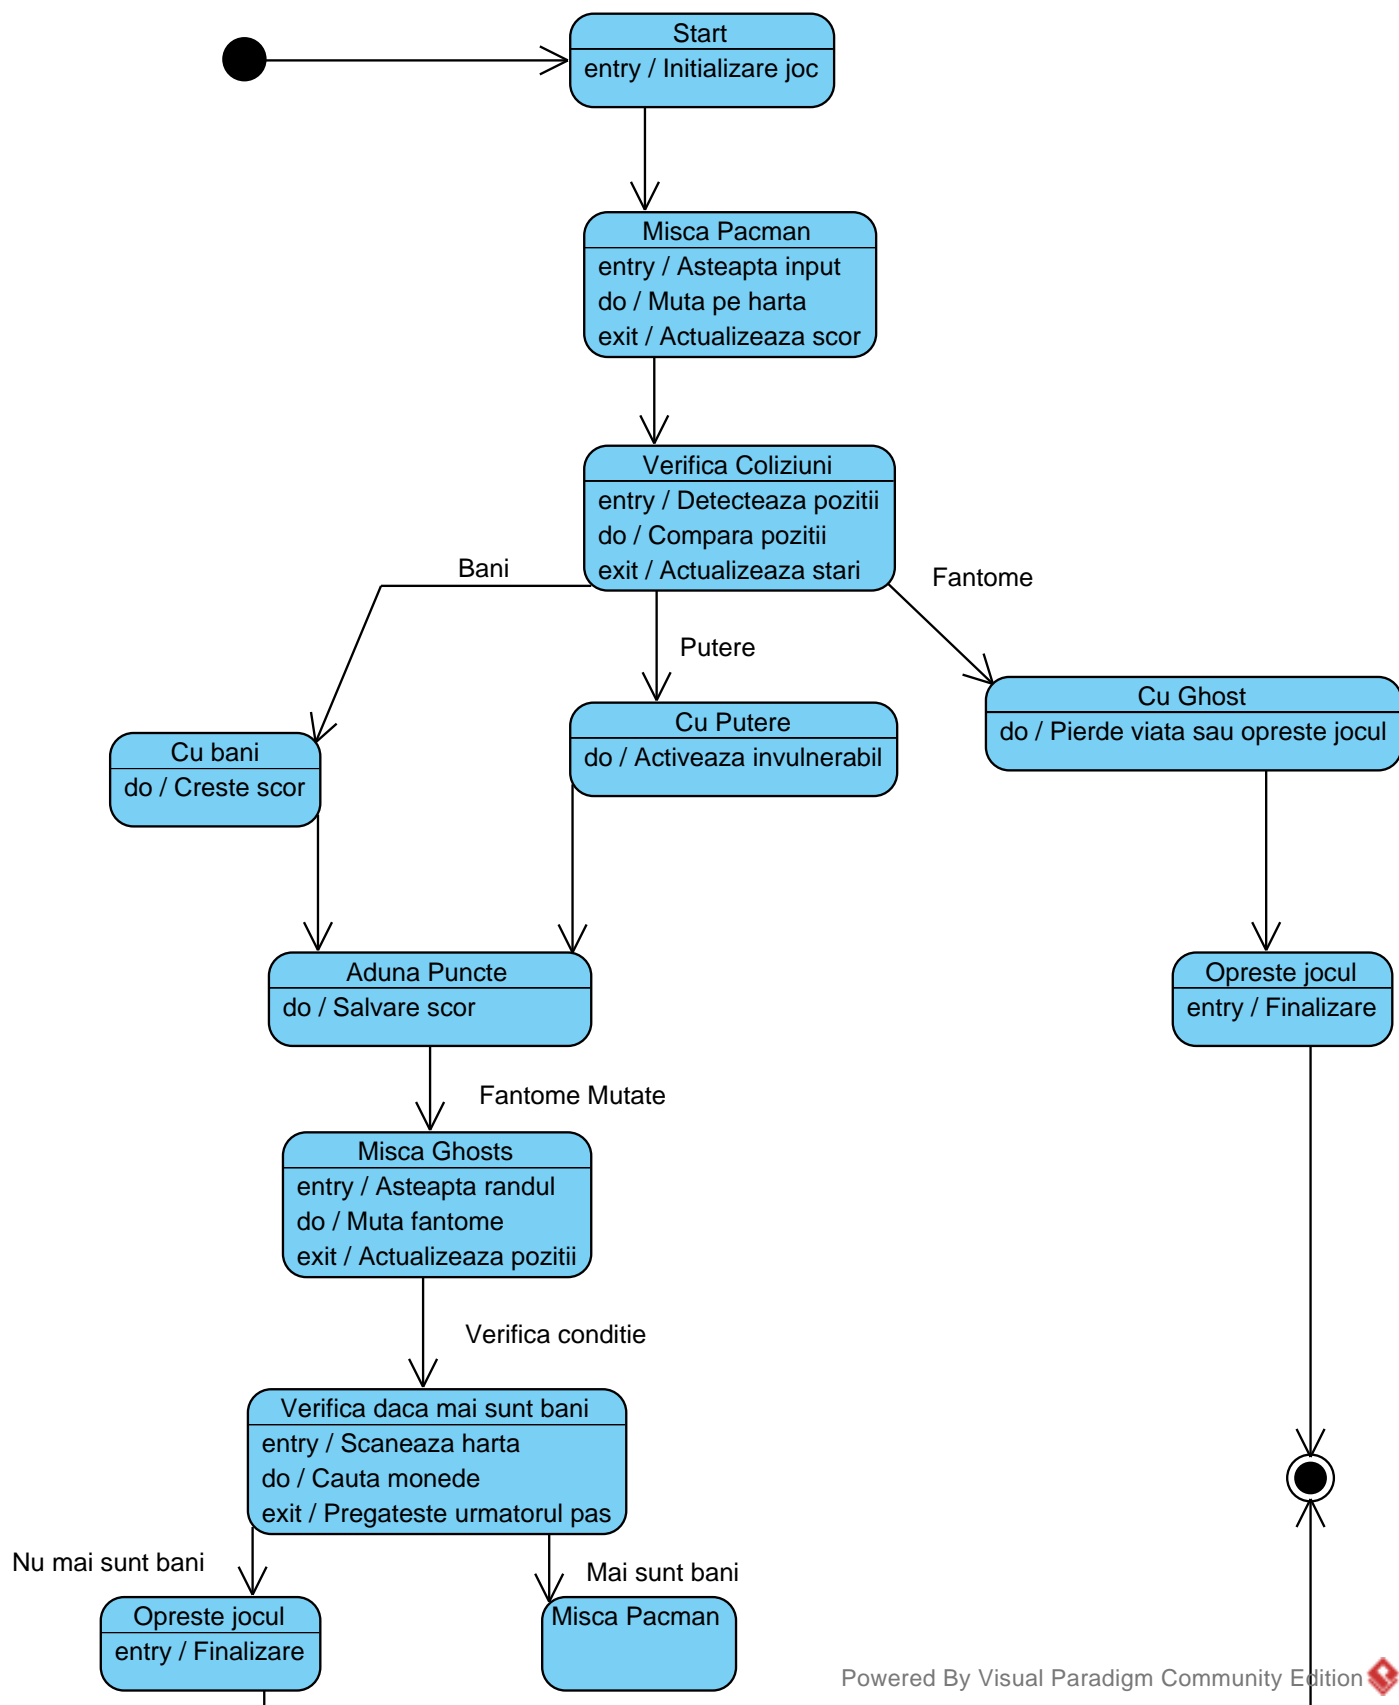 Start
entry / Initializare joc
Misca Pacman
entry / Asteapta input
do / Muta pe harta
exit / Actualizeaza scor
Verifica Coliziuni
entry / Detecteaza pozitii
do / Compara pozitii
exit / Actualizeaza stari
Bani
Fantome
Putere
Cu Ghost
do / Pierde viata sau opreste jocul
Cu Putere
do / Activeaza invulnerabil
Cu bani
do / Creste scor
Aduna Puncte
do / Salvare scor
Opreste jocul
entry / Finalizare
Fantome Mutate
Misca Ghosts
entry / Asteapta randul
do / Muta fantome
exit / Actualizeaza pozitii
Verifica conditie
Verifica daca mai sunt bani
entry / Scaneaza harta
do / Cauta monede
exit / Pregateste urmatorul pas
Nu mai sunt bani
Mai sunt bani
Opreste jocul
entry / Finalizare
Misca Pacman
Powered By Visual Paradigm Community Edition